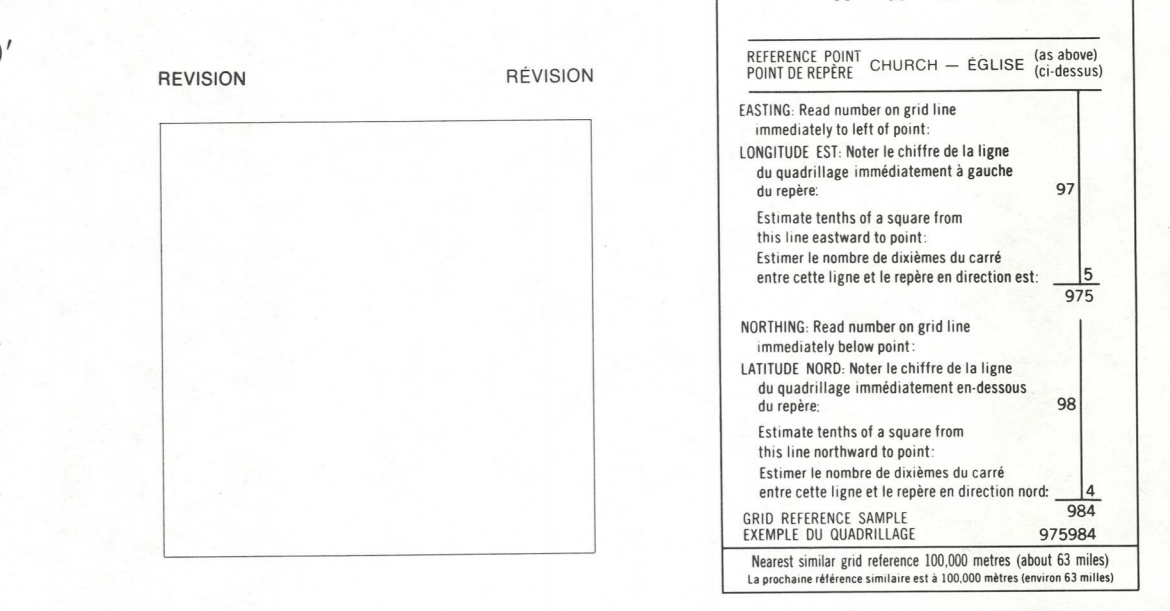 REVISION RÉVISION
REFERENCE POINT
POINT DE REPÈRE CHURCH — ÉGLISE (as above)
(ci-dessus)
EASTING: Read number on grid line
immediately to left of point:
LONGITUDE EST: Noter le chiffre de la ligne
du quadrillage immédiatement à gauche
du repère: 97
Estimate tenths of a square from
this line eastward to point:
Estimer le nombre de dixièmes du carré
entre cette ligne et le repère en direction est: 5
975
NORTHING: Read number on grid line
immediately below point:
LATITUDE NORD: Noter le chiffre de la ligne
du quadrillage immédiatement en-dessous
du repère: 98
Estimate tenths of a square from
this line northward to point:
Estimer le nombre de dixièmes du carré
entre cette ligne et le repère en direction nord: 4
984
GRID REFERENCE SAMPLE
EXEMPLE DU QUADRILLAGE 975984
Nearest similar grid reference 100,000 metres (about 63 miles)
La prochaine référence similaire est à 100,000 mètres (environ 63 milles)